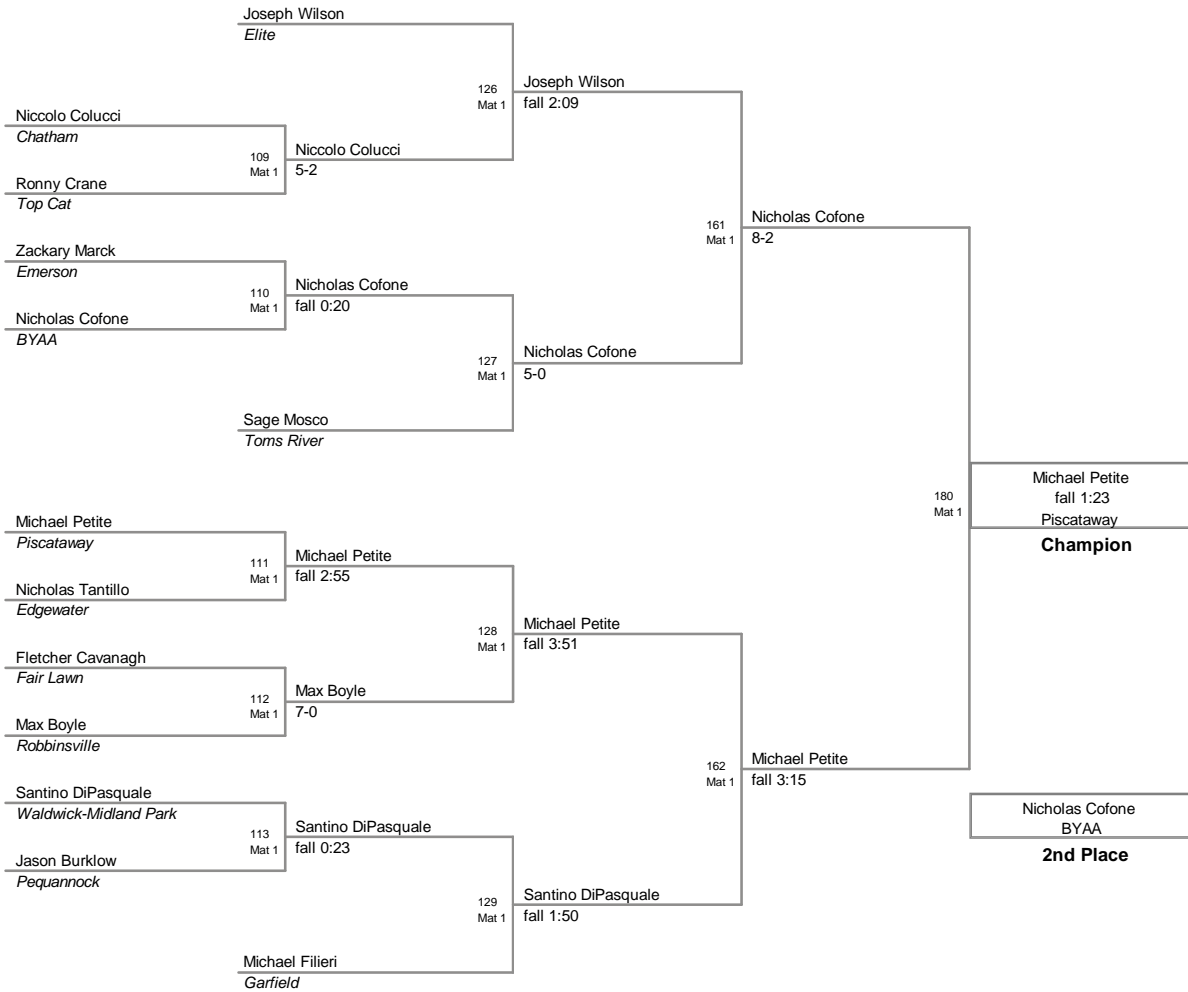 Joseph Wilson
Elite
126
Mat 1
Joseph Wilson
fall 2:09
Niccolo Colucci
Chatham
109
Mat 1
Niccolo Colucci
5-2
Ronny Crane
Top Cat
161
Mat 1
Nicholas Cofone
8-2
Zackary Marck
Emerson
110
Mat 1
Nicholas Cofone
fall 0:20
Nicholas Cofone
BYAA
127
Mat 1
Nicholas Cofone
5-0
Sage Mosco
Toms River
180
Mat 1
Michael Petite
fall 1:23
Piscataway
Champion
Michael Petite
Piscataway
111
Mat 1
Michael Petite
fall 2:55
Nicholas Tantillo
Edgewater
128
Mat 1
Michael Petite
fall 3:51
Fletcher Cavanagh
Fair Lawn
112
Mat 1
Max Boyle
7-0
Max Boyle
Robbinsville
162
Mat 1
Michael Petite
fall 3:15
Santino DiPasquale
Waldwick-Midland Park
113
Mat 1
Santino DiPasquale
fall 0:23
Nicholas Cofone
BYAA
2nd Place
Jason Burklow
Pequannock
129
Mat 1
Santino DiPasquale
fall 1:50
Michael Filieri
Garfield